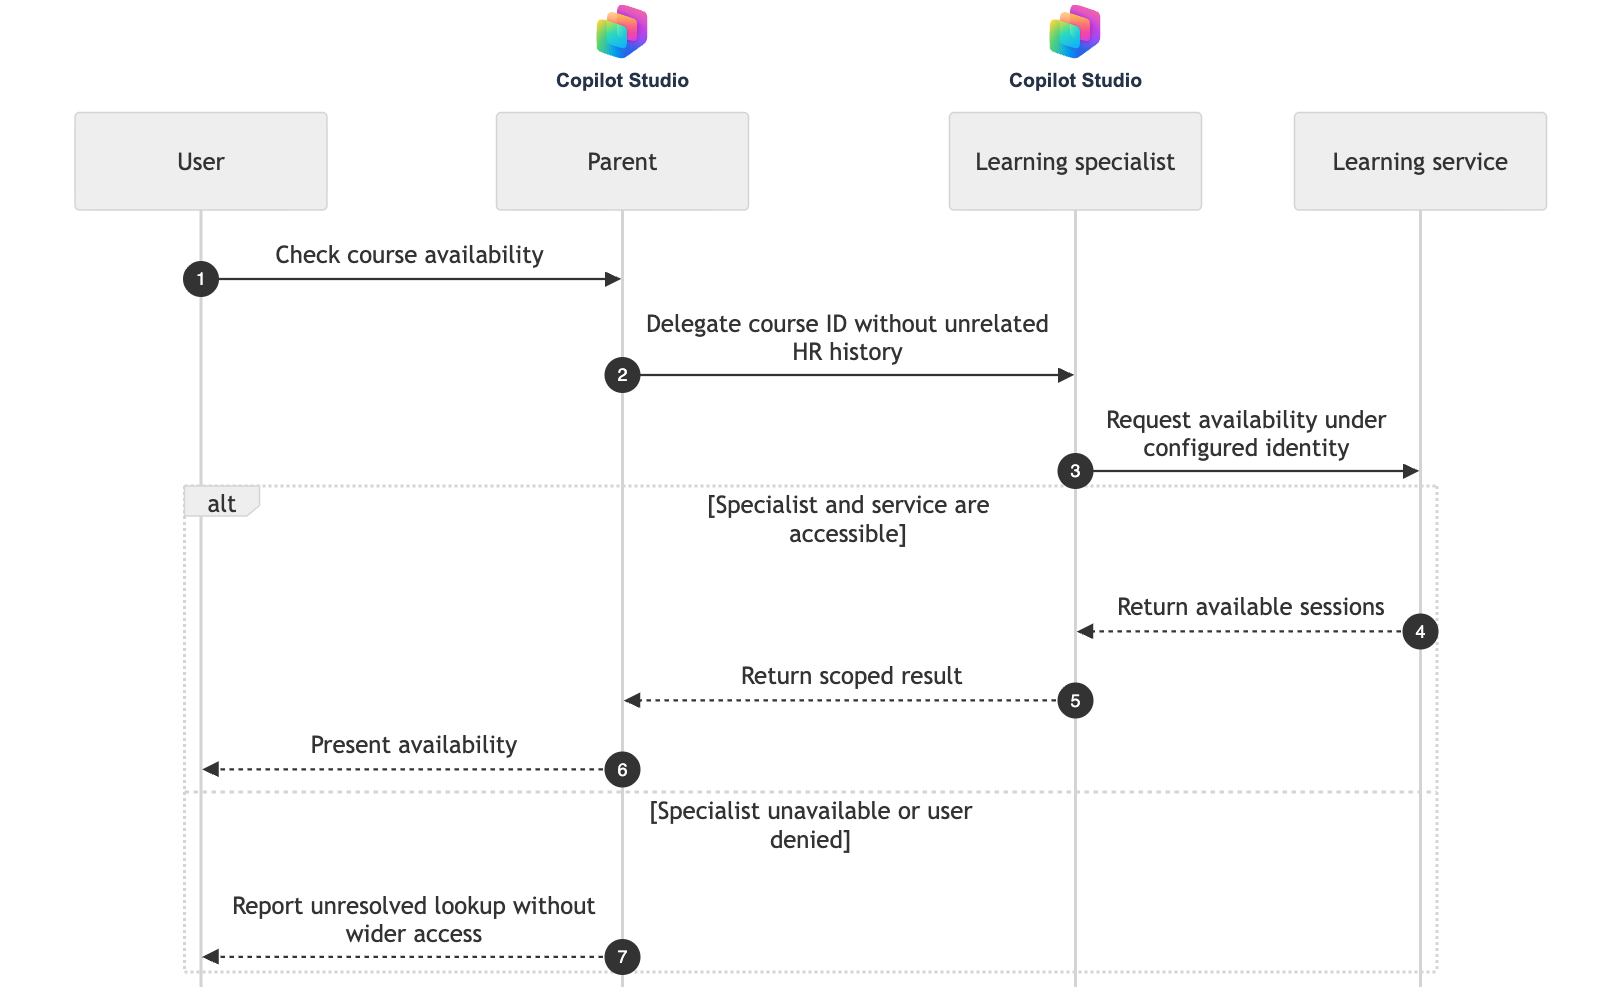 Copilot Studio
Copilot Studio
User
Parent
Learning specialist
Learning service
Check course availability
1
Delegate course ID without unrelated
HR history
2
Request availability under
configured identity
3
alt
[Specialist and service are
accessible]
Return available sessions
4
Return scoped result
5
Present availability
6
[Specialist unavailable or user
denied]
Report unresolved lookup without
wider access
7